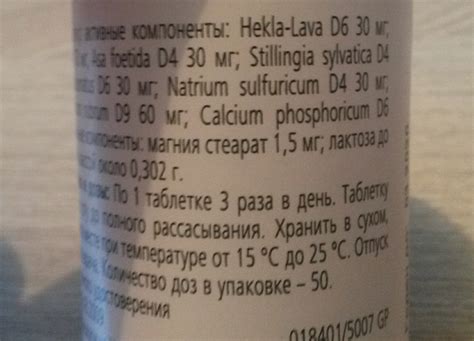 активные компоненты: Hekla-Lava D6 30 мг;
мг; Asa foetida D4 30 мг; Stillingia sylvatica D4
D6 30 мг; Natrium sulfuricum D4 30 мг;
D9 60 мг; Calcium phosphoricum D6
компоненты: магния стеарат 1,5 мг; лактоза до
около 0,302 г.
и дозы: По 1 таблетке 3 раза в день. Таблетку
до полного рассасывания. Хранить в сухом,
при температуре от 15 °C до 25 °C. Отпуск
Количество доз в упаковке – 50.
удостоверения
018401/5007 GP